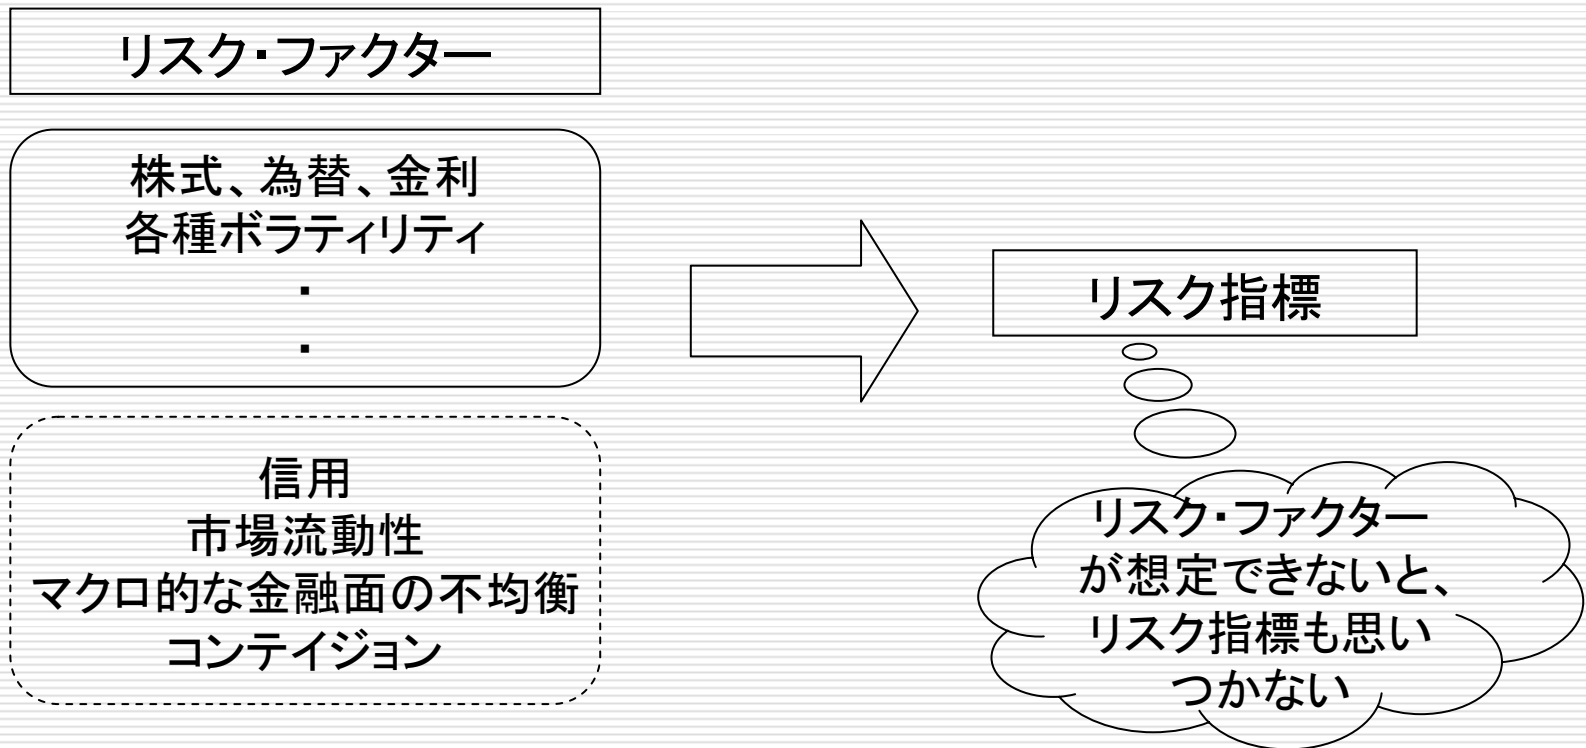 リスク・ファクター
株式、為替、金利
各種ボラティリティ
・
・
信用
市場流動性
マクロ的な金融面の不均衡
コンテイジョン
リスク指標
リスク・ファクター
が想定できないと、
リスク指標も思い
つかない